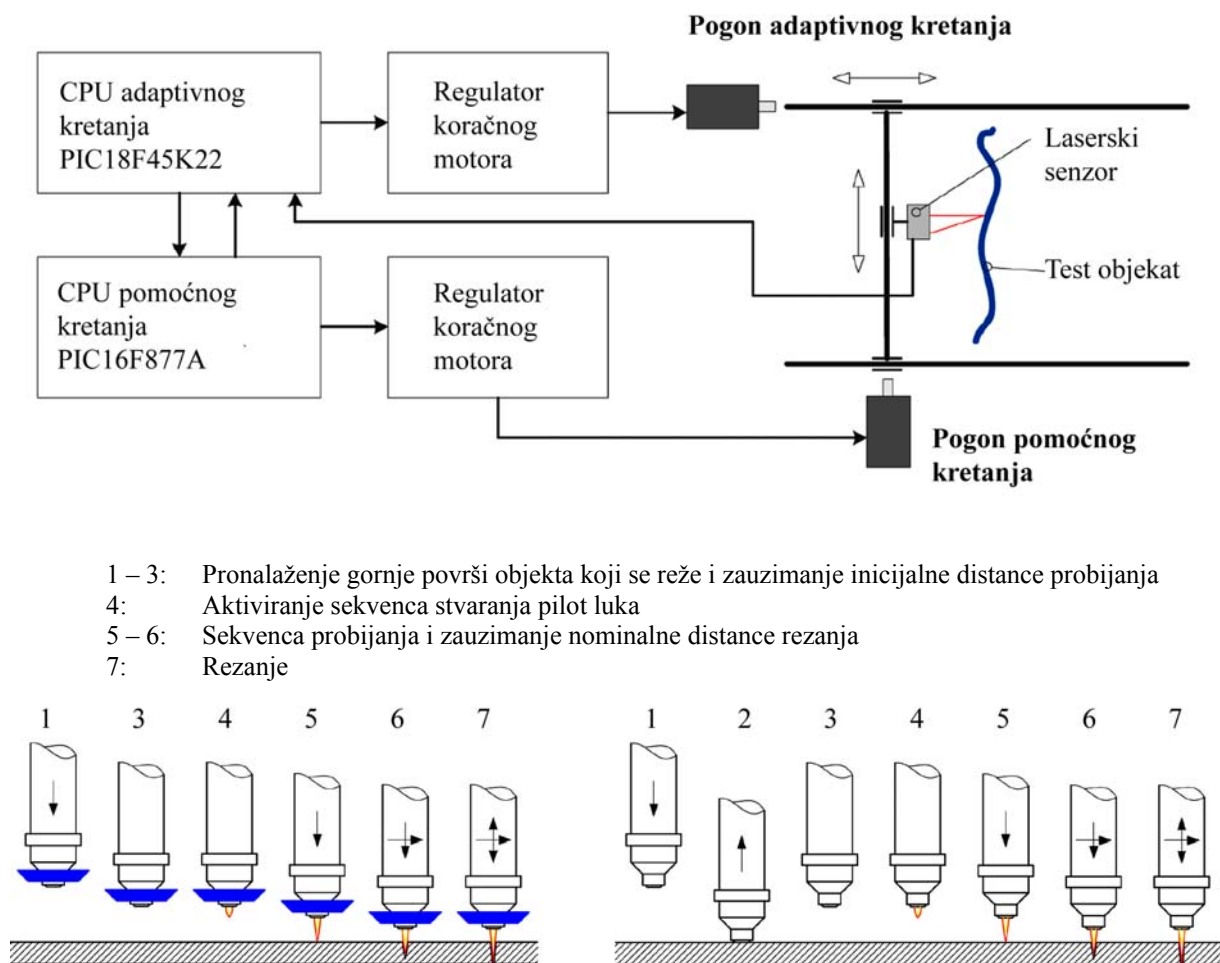 Pogon adaptivnog kretanja
CPU adaptivnog
kretanja
PIC18F45K22
Regulator
koračnog
motora
Laserski
senzor
Test objekat
CPU pomoćnog
kretanja
PIC16F877A
Regulator
koračnog
motora
Pogon pomoćnog
kretanja
1 – 3: Pronalaženje gornje površi objekta koji se reže i zauzimanje inicijalne distance probijanja
4: Aktiviranje sekvenca stvaranja pilot luka
5 – 6: Sekvenca probijanja i zauzimanje nominalne distance rezanja
7: Rezanje
1 3 4 5 6 7
1 2 3 4 5 6 7